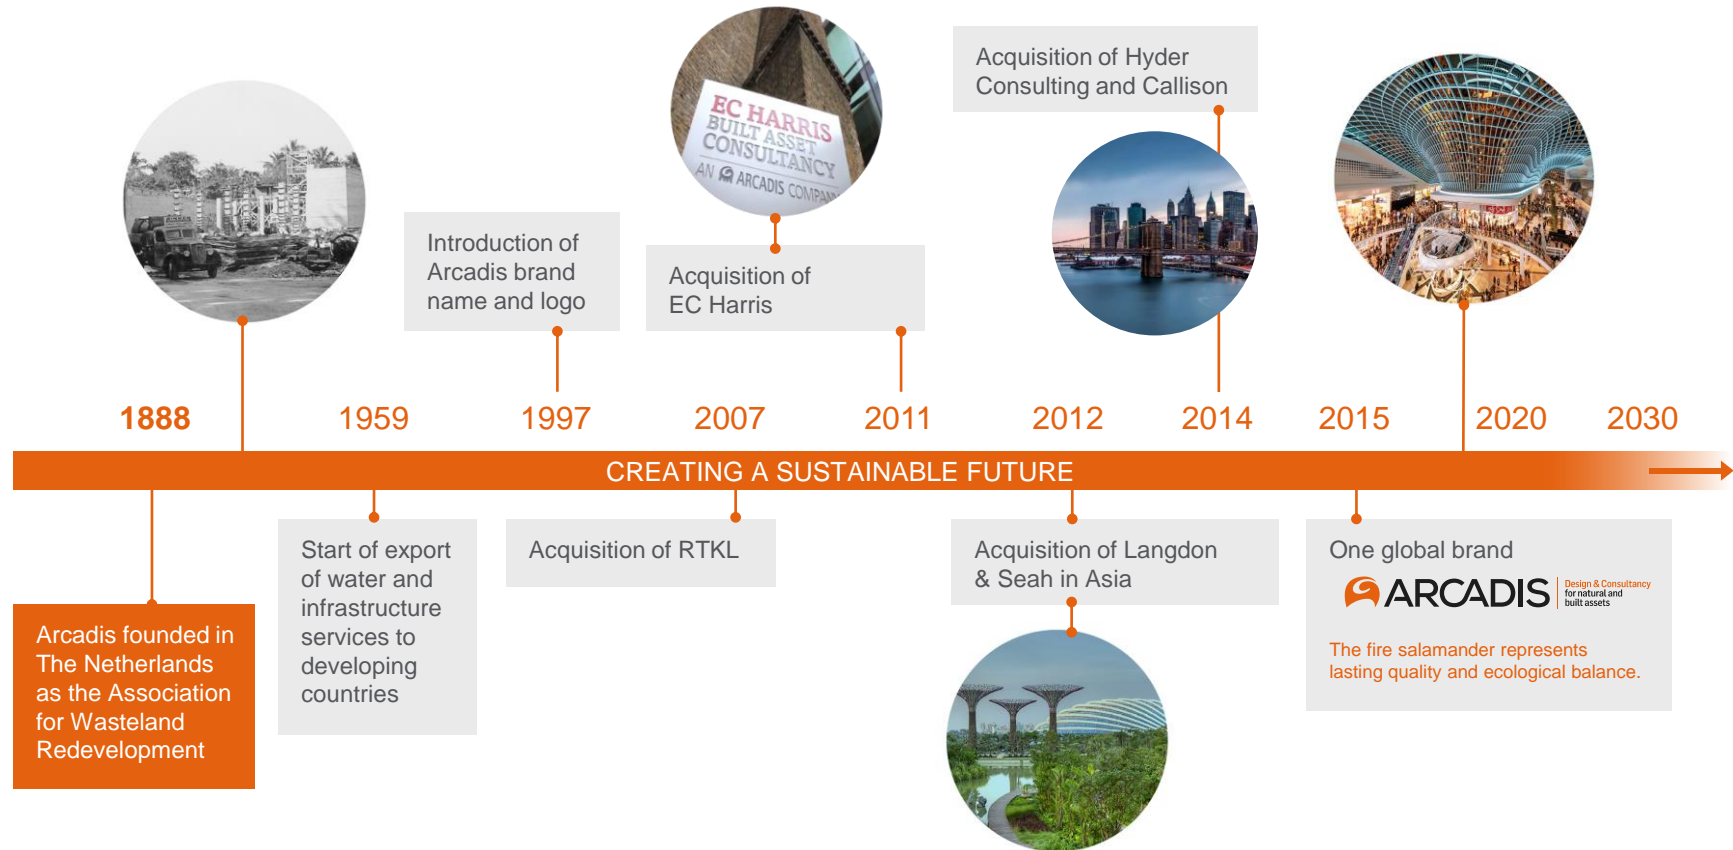 Acquisition of Hyder
Consulting and Callison
EC HARRIS
BUILT ASSET
CONSULTANCY
AN ARCADIS COMPANY
Introduction of
Arcadis brand
name and logo
Acquisition of
EC Harris
1888
1959
1997
2007
2011
2012
2014
2015
2020
2030
CREATING A SUSTAINABLE FUTURE
Arcadis founded in
The Netherlands
as the Association
for Wasteland
Redevelopment
Start of export
of water and
infrastructure
services to
developing
countries
Acquisition of RTKL
Acquisition of Langdon
& Seah in Asia
One global brand
ARCADIS
Design & Consultancy
for natural and
built assets
The fire salamander represents
lasting quality and ecological balance.